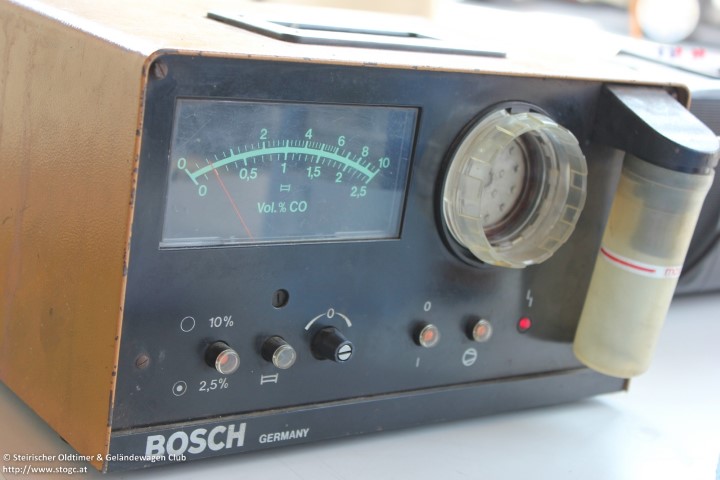 2 4 6 8
0 10
0 0,5 1 1,5 2 2,5
Vol.% CO
10%
0
0
2,5%
I
BOSCH GERMANY
© Steirischer Oldtimer & Geländewagen Club
http://www.stogc.at